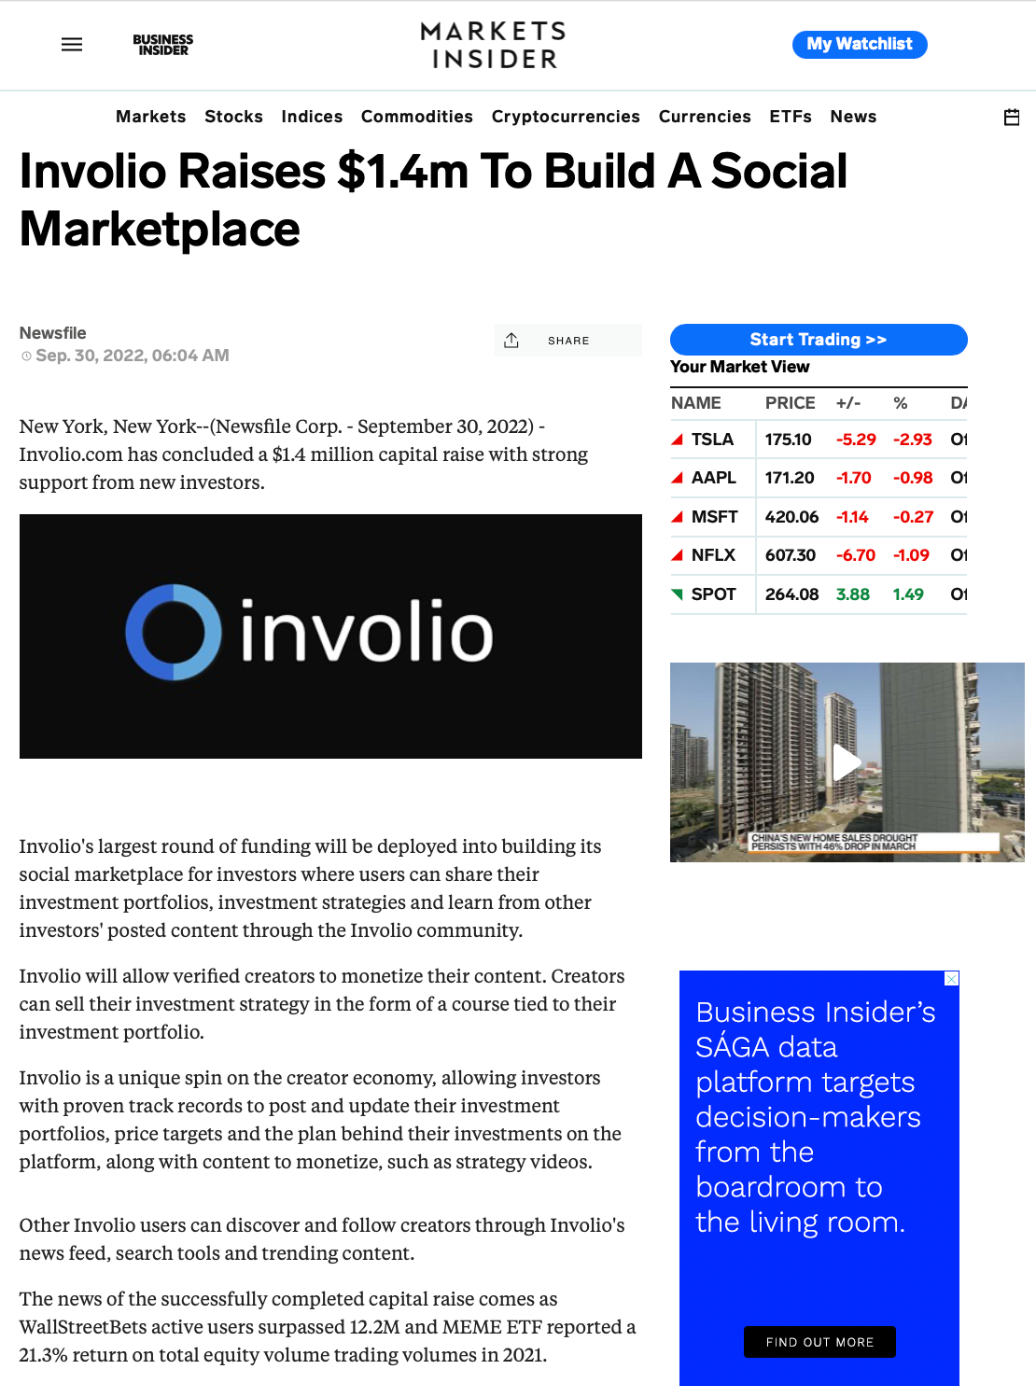 BUSINESS
INSIDER
MARKETS
INSIDER
My Watchlist
Markets Stocks Indices Commodities Cryptocurrencies Currencies ETFs News
Involio Raises $1.4m To Build A Social
Marketplace
Newsfile
Sep. 30, 2022, 06:04 AM
SHARE
New York, New York--(Newsfile Corp. - September 30, 2022) -
Involio.com has concluded a $1.4 million capital raise with strong
support from new investors.
involio
Involio's largest round of funding will be deployed into building its
social marketplace for investors where users can share their
investment portfolios, investment strategies and learn from other
investors' posted content through the Involio community.
Involio will allow verified creators to monetize their content. Creators
can sell their investment strategy in the form of a course tied to their
investment portfolio.
Involio is a unique spin on the creator economy, allowing investors
with proven track records to post and update their investment
portfolios, price targets and the plan behind their investments on the
platform, along with content to monetize, such as strategy videos.
Other Involio users can discover and follow creators through Involio's
news feed, search tools and trending content.
The news of the successfully completed capital raise comes as
WallStreetBets active users surpassed 12.2M and MEME ETF reported a
21.3% return on total equity volume trading volumes in 2021.
Start Trading >>
Your Market View
NAME PRICE +/- %
TSLA 175.10 -5.29 -2.93
AAPL 171.20 -1.70 -0.98
MSFT 420.06 -1.14 -0.27
NFLX 607.30 -6.70 -1.09
SPOT 264.08 3.88 1.49
CHINA'S NEW HOME SALES DROUGHT
PERSISTS WITH 46% DROP IN MARCH
Business Insider's
SÁGA data
platform targets
decision-makers
from the
boardroom to
the living room.
FIND OUT MORE